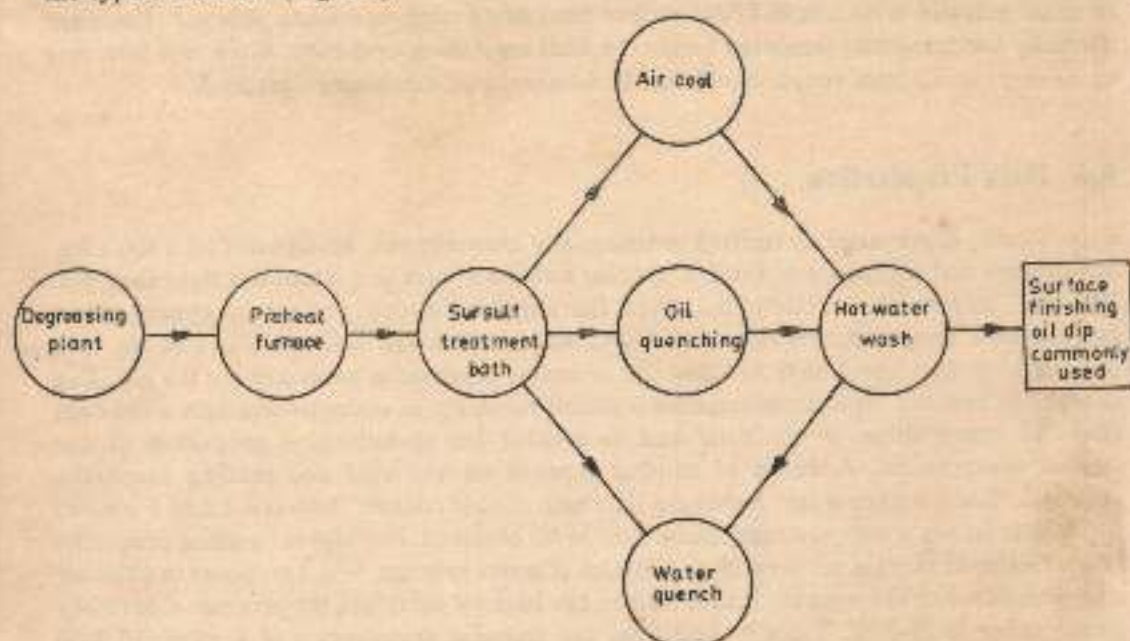 Air cool
Degreasing
plant
Preheat
furnace
Sursulf
treatment
bath
Oil
quenching
Hot water
wash
Surface
finishing
oil dip
commonly
used
Water
quench